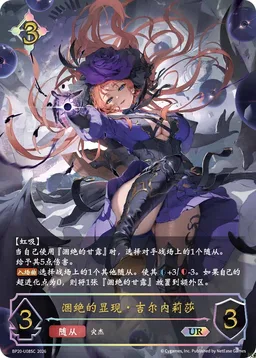 3
【虹吸】
当自己使用『涸绝的甘露』时，选择对手战场上的1个随从。
给予其5点伤害。
入场曲 选择战场上的1个其他随从。使其+3/-3。如果自己的
超进化点为0，则将1张『涸绝的甘露』放置到额外区。
3
涸绝的显现·吉尔内莉莎
3
随从
火杰
UR
BP20-U08SC 2026
©Cygames, Inc. Published by NetEase Games